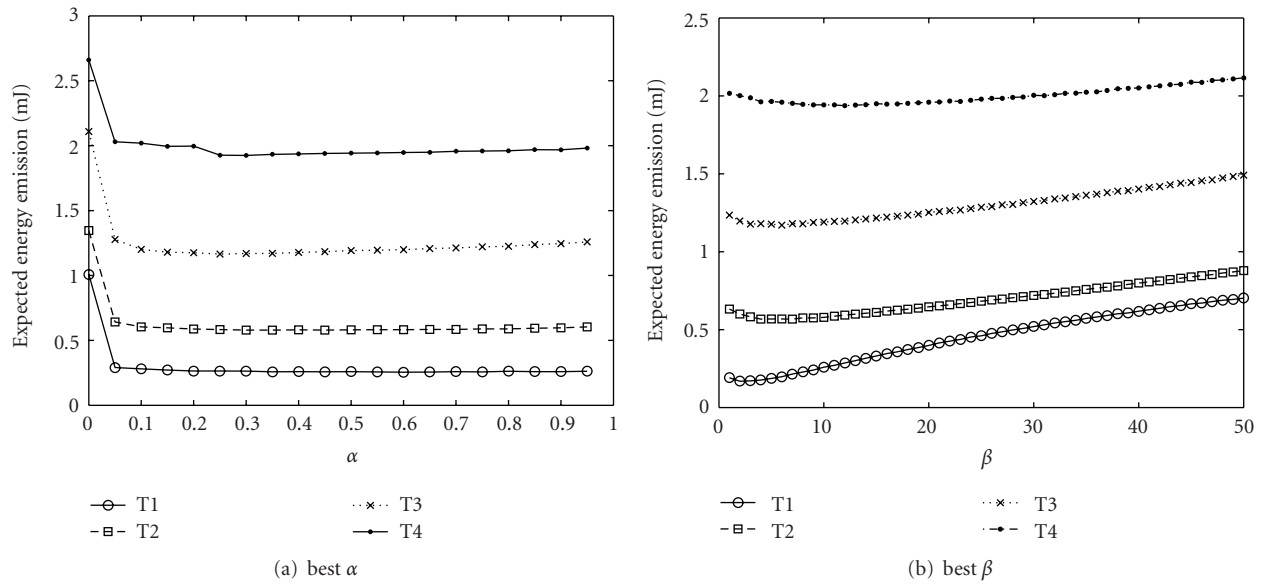 3
2.5
2
1.5
1
0.5
0
0 0.1 0.2 0.3 0.4 0.5 0.6 0.7 0.8 0.9 1
Expected energy emission (mJ)
α
T1 T3
T2 T4
(a) best α
2.5
2
1.5
1
0.5
0
10 20 30 40 50
Expected energy emission (mJ)
β
T1 T3
T2 T4
(b) best β